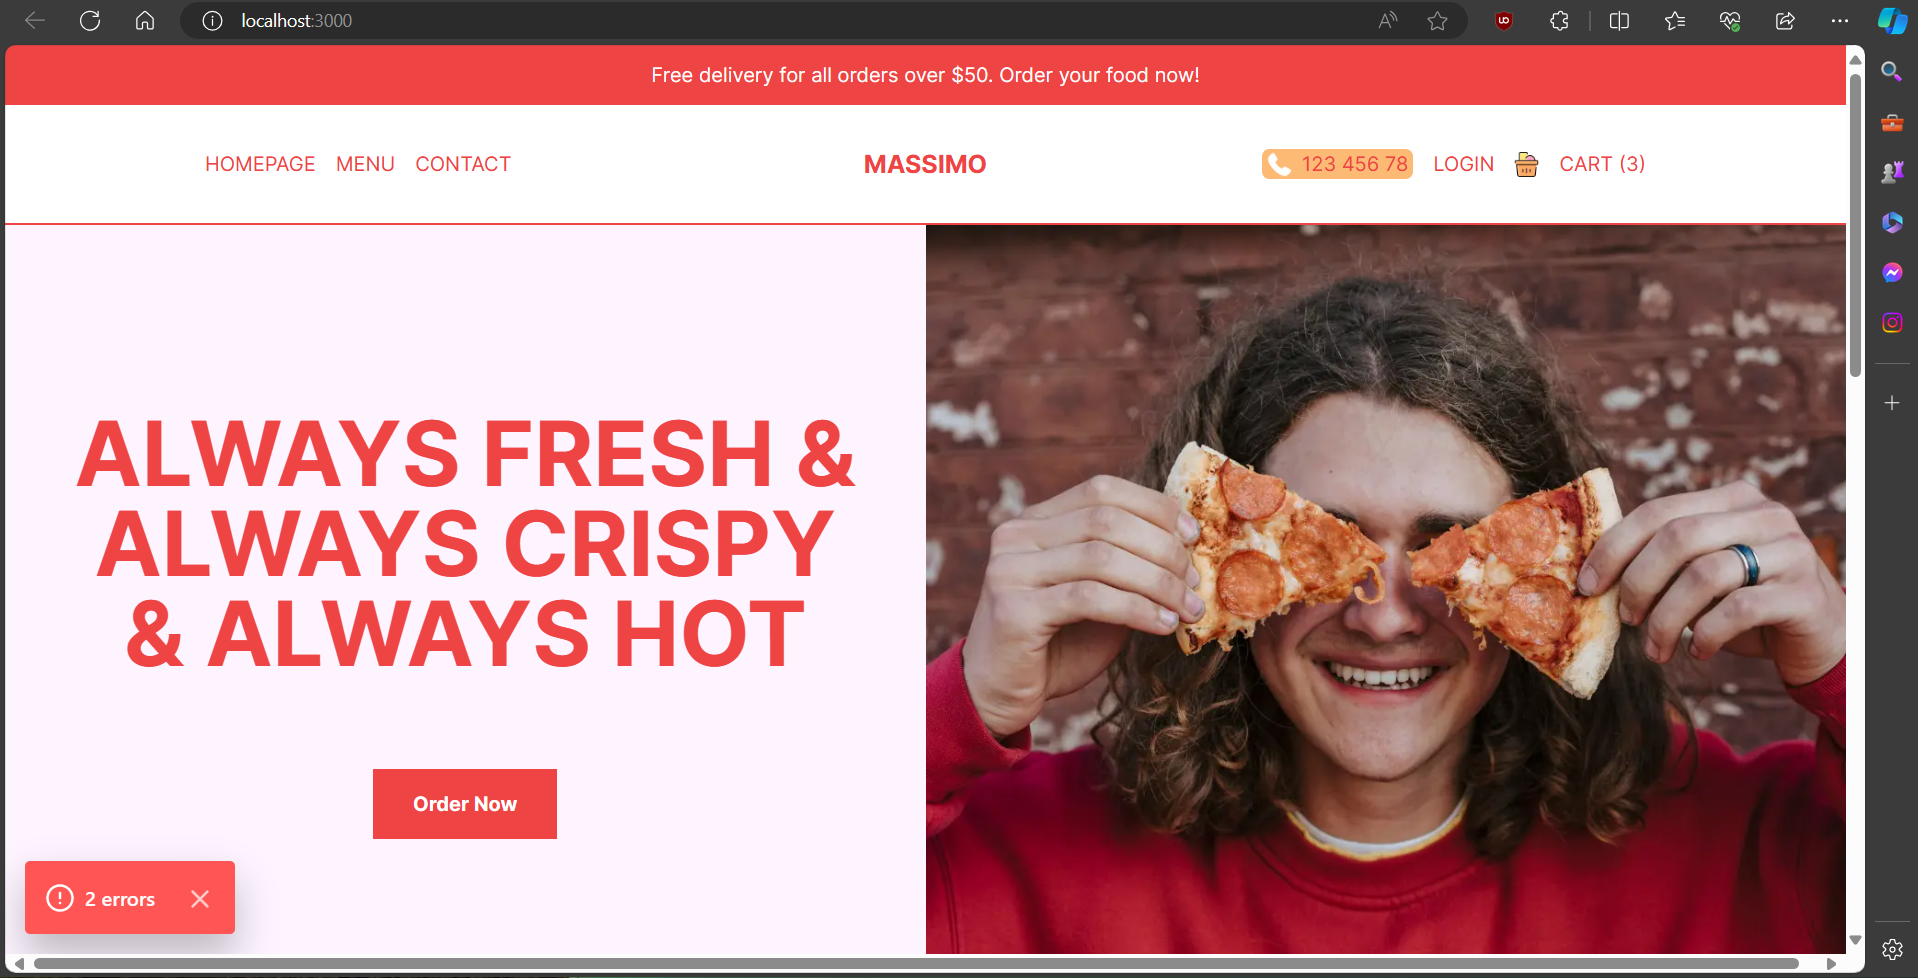 localhost:3000
Free delivery for all orders over $50. Order your food now!
HOMEPAGE MENU CONTACT MASSIMO 123 456 78 LOGIN CART (3)
ALWAYS FRESH &
ALWAYS CRISPY
& ALWAYS HOT
Order Now
2 errors